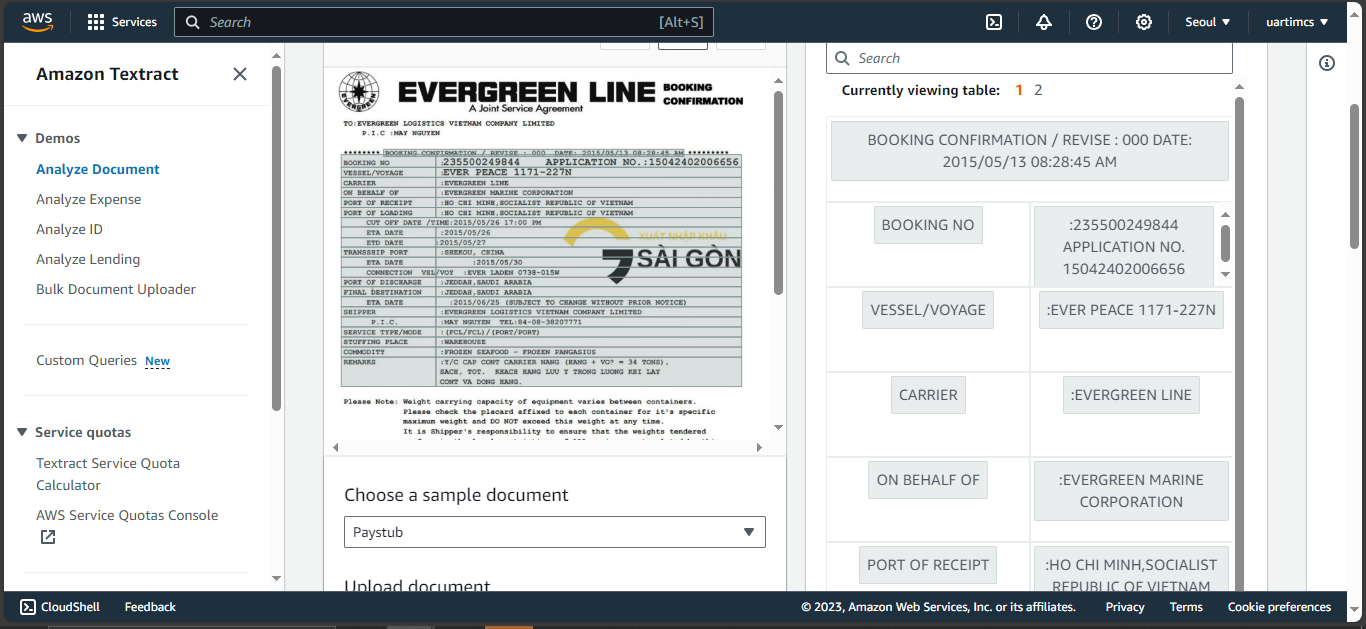 aws
Services
Search
[Alt+S]
Seoul
uartimcs
Amazon Textract
Demos
Analyze Document
Analyze Expense
Analyze ID
Analyze Lending
Bulk Document Uploader
Custom Queries New
Service quotas
Textract Service Quota
Calculator
AWS Service Quotas Console
EVERGREEN
EVERGREEN LINE
A Joint Service Agreement
BOOKING
CONFIRMATION
TO:EVERGREEN LOGISTICS VIETNAM COMPANY LIMITED
P.I.C :MAY NGUYEN
******** BOOKING CONFIRMATION / REVISE : 000 DATE: 2015/05/13 08:28:45 AM *********
BOOKING NO :235500249844 APPLICATION NO.:15042402006656
VESSEL/VOYAGE :EVER PEACE 1171-227N
CARRIER :EVERGREEN LINE
ON BEHALF OF :EVERGREEN MARINE CORPORATION
PORT OF RECEIPT :HO CHI MINH,SOCIALIST REPUBLIC OF VIETNAM
PORT OF LOADING :HO CHI MINH,SOCIALIST REPUBLIC OF VIETNAM
CUT OFF DATE /TIME:2015/05/26 17:00 PM
ETA DATE :2015/05/26
ETD DATE :2015/05/27
TRANSSHIP PORT :SHEKOU, CHINA
ETA DATE :2015/05/30
CONNECTION VSL/VOY :EVER LADEN 0738-015W
PORT OF DISCHARGE :JEDDAH,SAUDI ARABIA
FINAL DESTINATION :JEDDAH,SAUDI ARABIA
ETA DATE :2015/06/25 (SUBJECT TO CHANGE WITHOUT PRIOR NOTICE)
SHIPPER :EVERGREEN LOGISTICS VIETNAM COMPANY LIMITED
P.I.C. :MAY NGUYEN TEL:84-08-38207771
SERVICE TYPE/MODE :(FCL/FCL)/(PORT/PORT)
STUFFING PLACE :WAREHOUSE
COMMODITY :FROZEN SEAFOOD - FROZEN PANGASIUS
REMARKS :Y/C CAP CONT CARRIER NANG (HANG + VO? = 34 TONS),
SACH, TOT. KHACH HANG LUU Y TRONG LUONG KHI LAY
CONT VA DONG HANG.
XUẤT NHẬP KHẨU
SÀI GÒN
Please Note: Weight carrying capacity of equipment varies between containers.
Please check the placard affixed to each container for it's specific
maximum weight and DO NOT exceed this weight at any time.
It is Shipper's responsibility to ensure that the weights tendered
Choose a sample document
Paystub
Upload document
Search
Currently viewing table: 1 2
BOOKING CONFIRMATION / REVISE : 000 DATE:
2015/05/13 08:28:45 AM
BOOKING NO
:235500249844
APPLICATION NO.
15042402006656
VESSEL/VOYAGE
:EVER PEACE 1171-227N
CARRIER
:EVERGREEN LINE
ON BEHALF OF
:EVERGREEN MARINE
CORPORATION
PORT OF RECEIPT
:HO CHI MINH,SOCIALIST
REPUBLIC OF VIETNAM
CloudShell
Feedback
© 2023, Amazon Web Services, Inc. or its affiliates.
Privacy
Terms
Cookie preferences